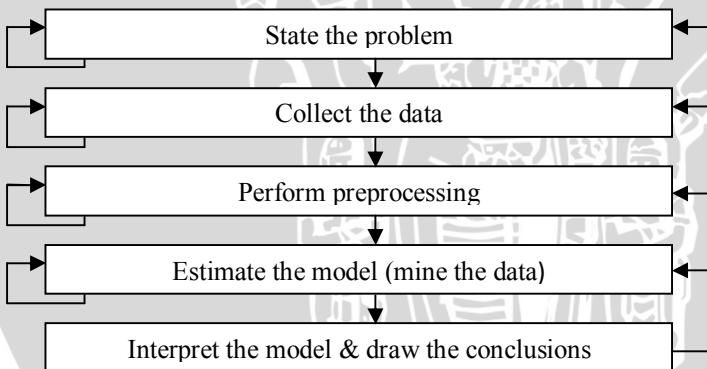 State the problem
Collect the data
Perform preprocessing
Estimate the model (mine the data)
Interpret the model & draw the conclusions